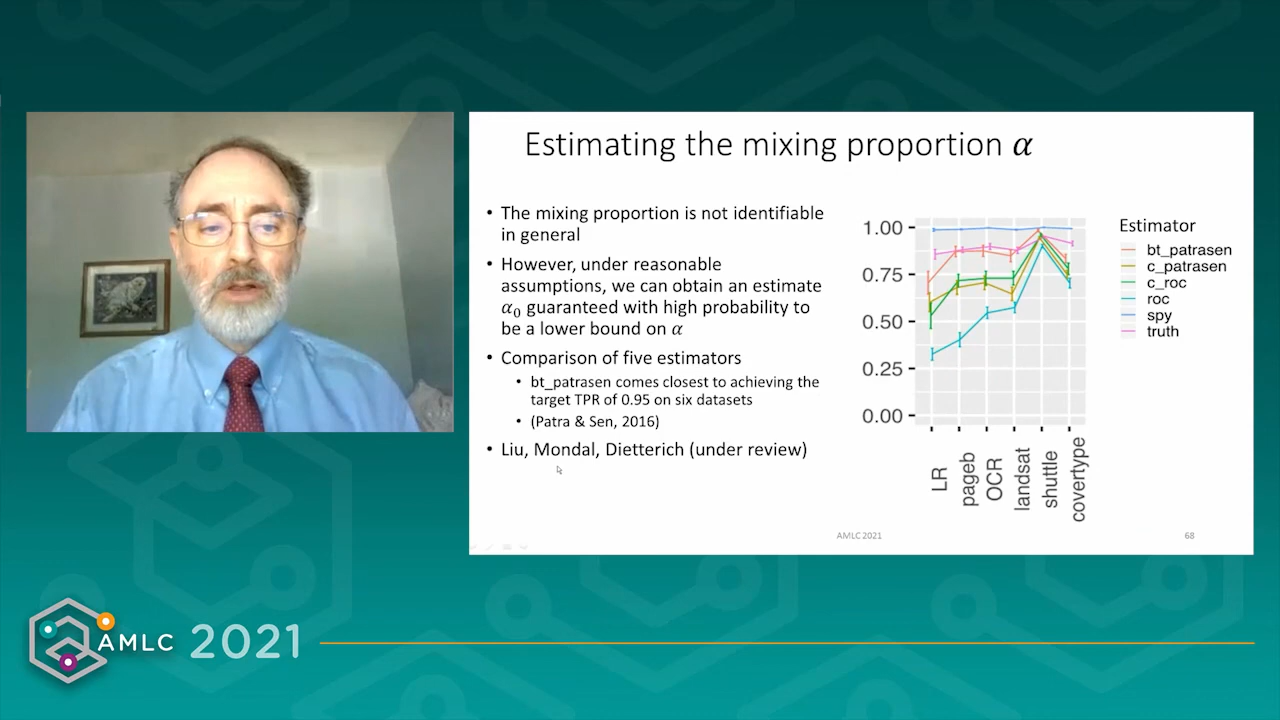 Estimating the mixing proportion α
• The mixing proportion is not identifiable
in general
• However, under reasonable
assumptions, we can obtain an estimate
α₀ guaranteed with high probability to
be a lower bound on α
• Comparison of five estimators
• bt_patrasen comes closest to achieving the
target TPR of 0.95 on six datasets
• (Patra & Sen, 2016)
• Liu, Mondal, Dietterich (under review)
1.00
0.75
0.50
0.25
0.00
LR
pageb
OCR
landsat
shuttle
covertype
Estimator
bt_patrasen
c_patrasen
c_roc
roc
spy
truth
AMLC 2021
68
AMLC 2021